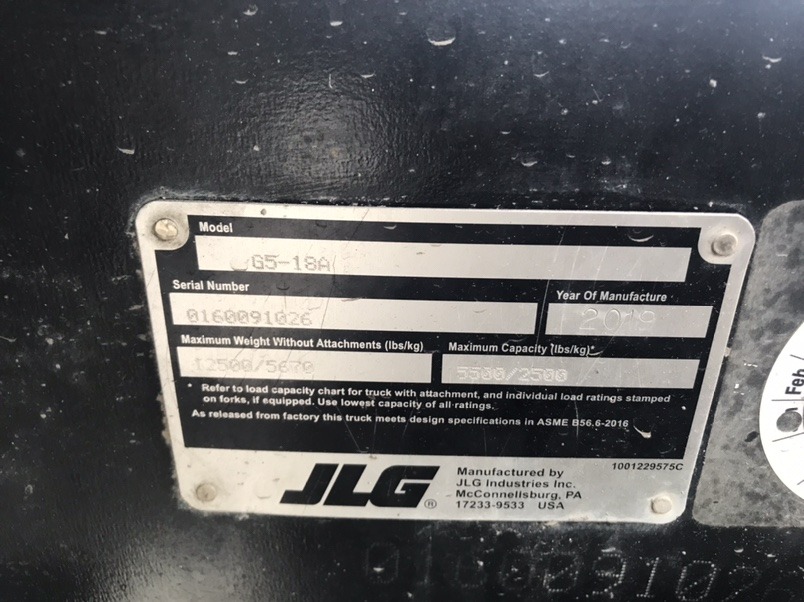 Model
G5-18A
Serial Number
0160091026
Year Of Manufacture
2019
Maximum Weight Without Attachments (lbs/kg)
12500/5670
Maximum Capacity (lbs/kg)*
5500/2500
* Refer to load capacity chart for truck with attachment, and individual load ratings stamped
on forks, if equipped. Use lowest capacity of all ratings.
As released from factory this truck meets design specifications in ASME B56.6-2016
JLG®
Manufactured by
JLG Industries Inc.
McConnellsburg, PA
17233-9533 USA
1001229575C
Feb
0160091026